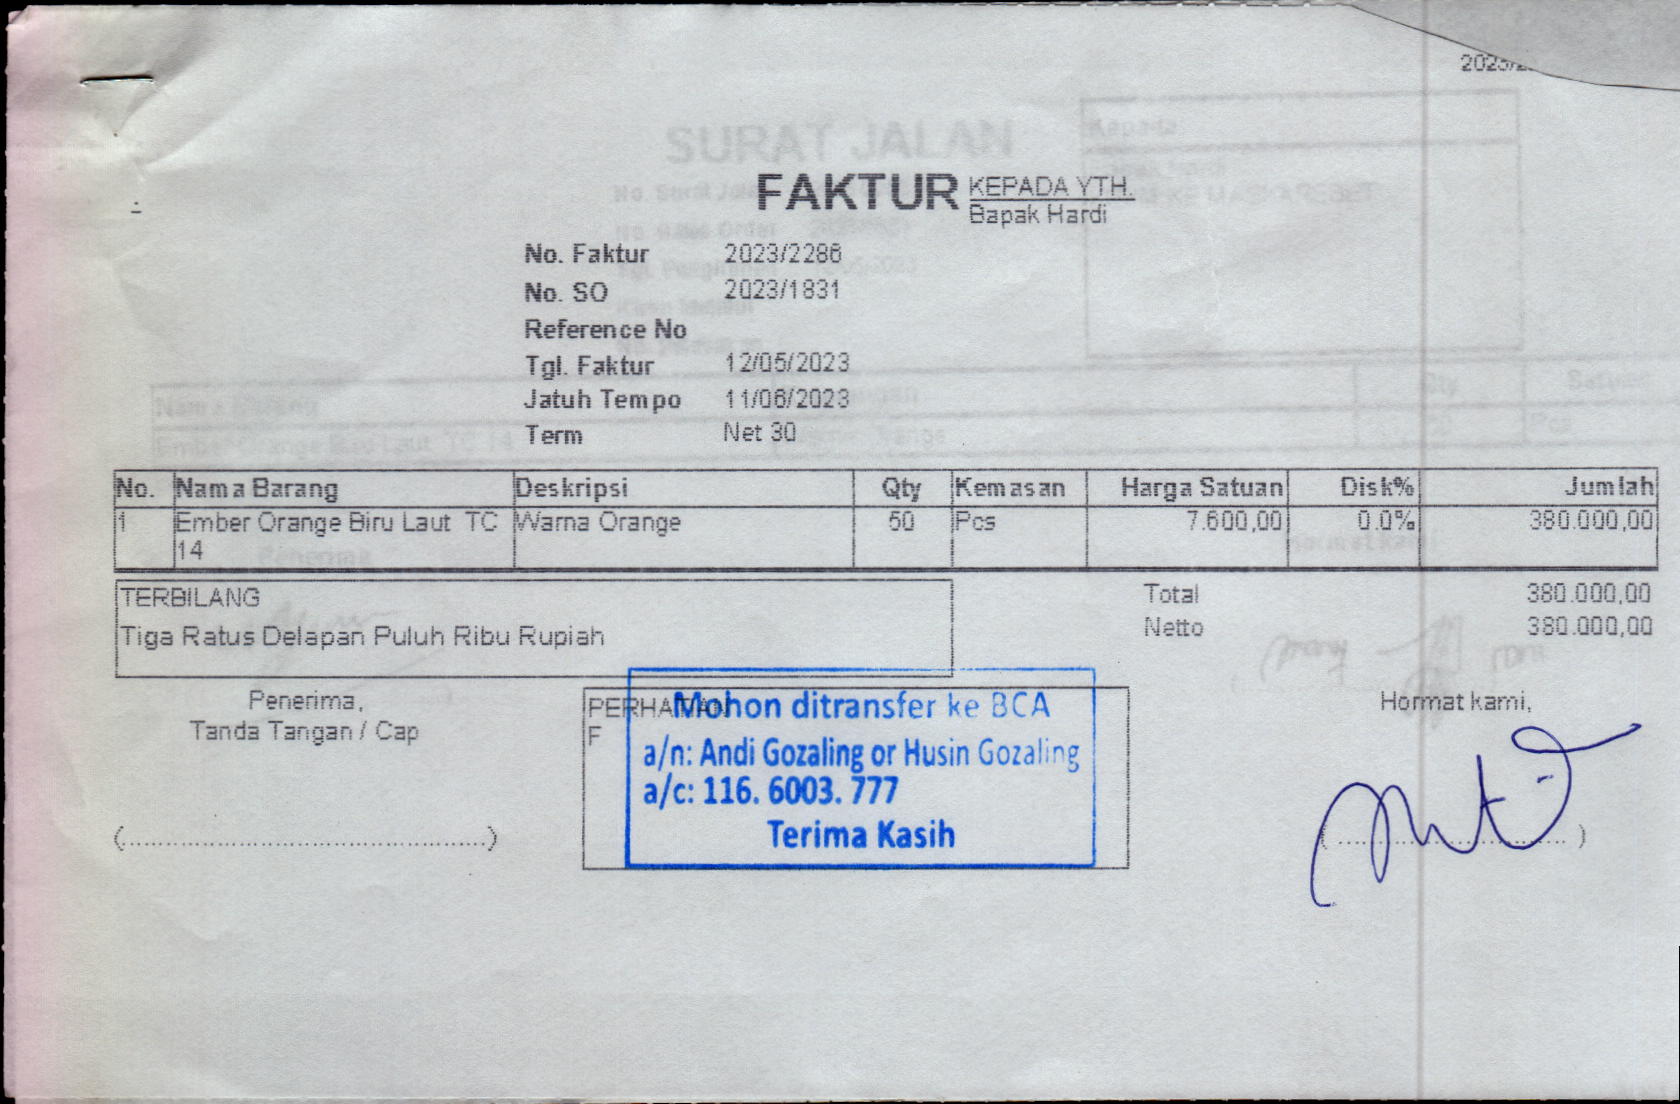 FAKTUR
KEPADA YTH.
Bapak Hardi
No. Faktur 2023/2286
No. SO 2023/1831
Reference No
Tgl. Faktur 12/05/2023
Jatuh Tempo 11/06/2023
Term Net 30
No. Nama Barang Deskripsi Qty Kemasan Harga Satuan Disk% Jumlah
1 Ember Orange Biru Laut TC Warna Orange 50 Pcs 7.600,00 0.0% 380.000,00
14
TERBILANG
Tiga Ratus Delapan Puluh Ribu Rupiah
Total 380.000,00
Netto 380.000,00
Penerima,
Tanda Tangan / Cap
PERHATIAN
F
Mohon ditransfer ke BCA
a/n: Andi Gozaling or Husin Gozaling
a/c: 116. 6003. 777
Terima Kasih
Hormat kami,
SURAT JALAN
Kepada